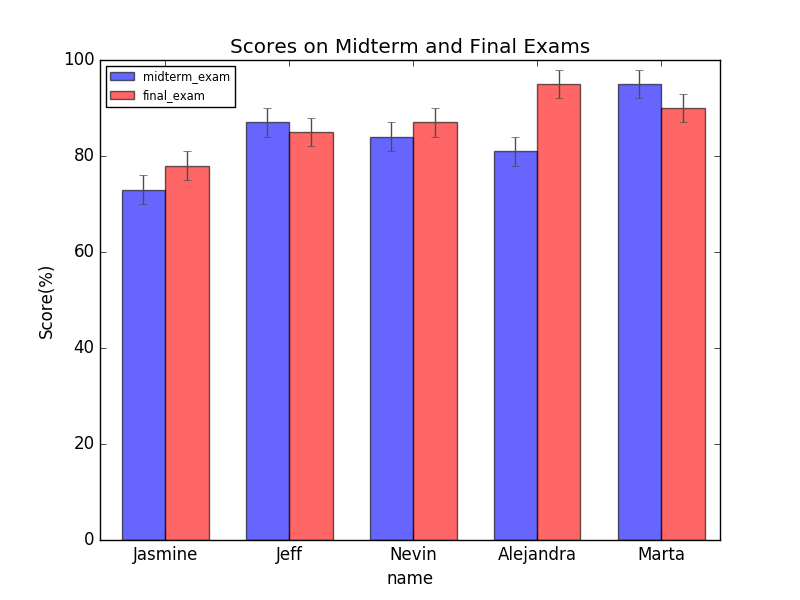 Scores on Midterm and Final Exams
midterm_exam
final_exam
100
80
60
40
20
0
Score(%)
Jasmine Jeff Nevin Alejandra Marta
name